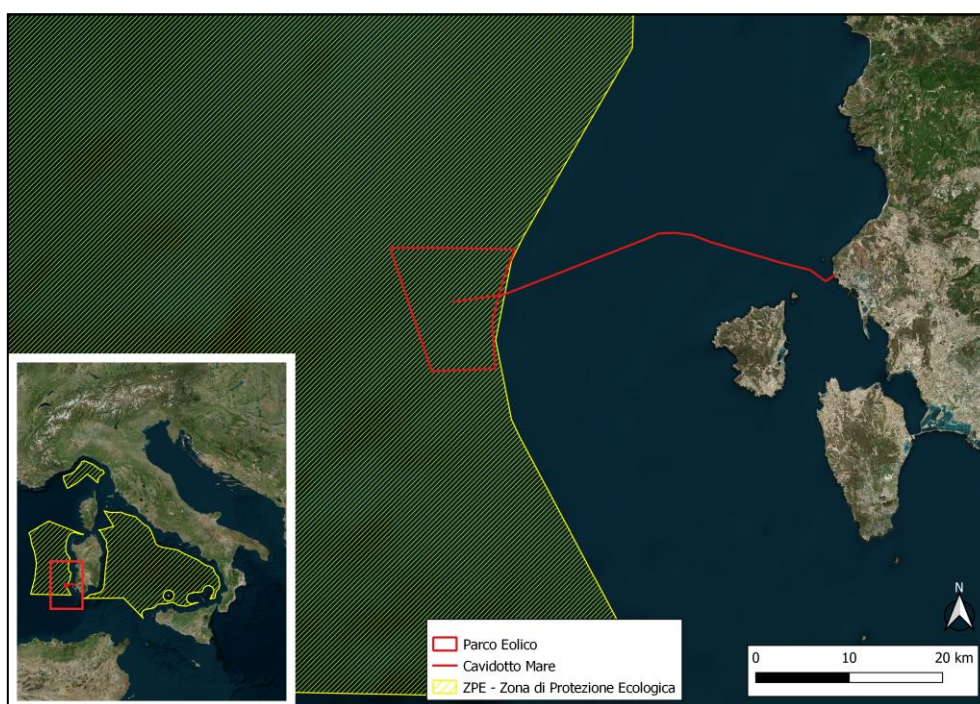 Parco Eolico
Cavidotto Mare
ZPE - Zona di Protezione Ecologica
N
0 10 20 km